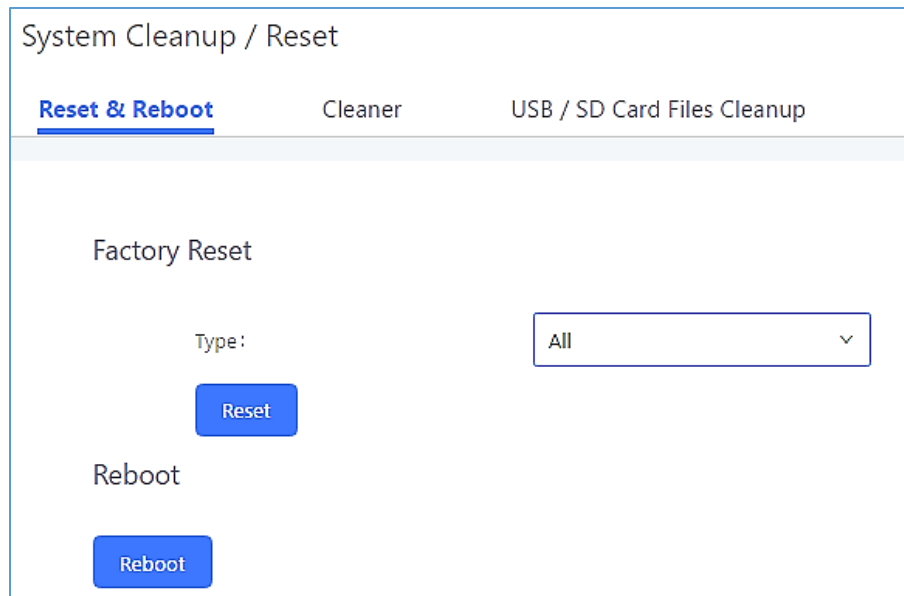 System Cleanup / Reset
Reset & Reboot Cleaner USB / SD Card Files Cleanup
Factory Reset
Type: All
Reset
Reboot
Reboot